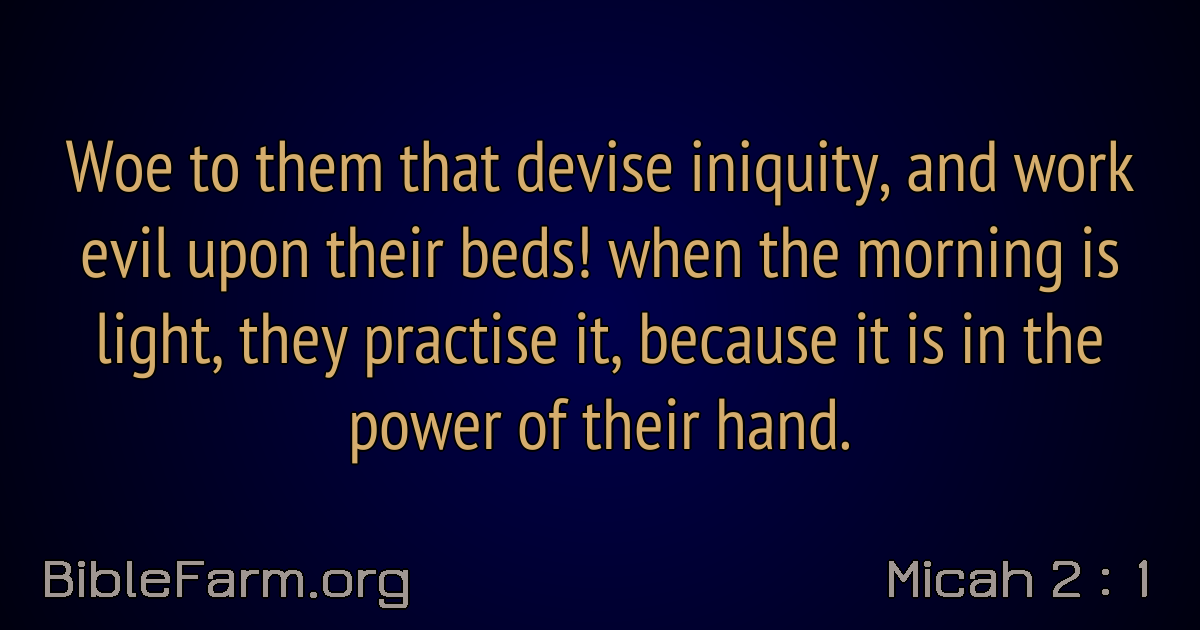 Woe to them that devise iniquity, and work
evil upon their beds! when the morning is
light, they practise it, because it is in the
power of their hand.
BibleFarm.org
Micah 2 : 1